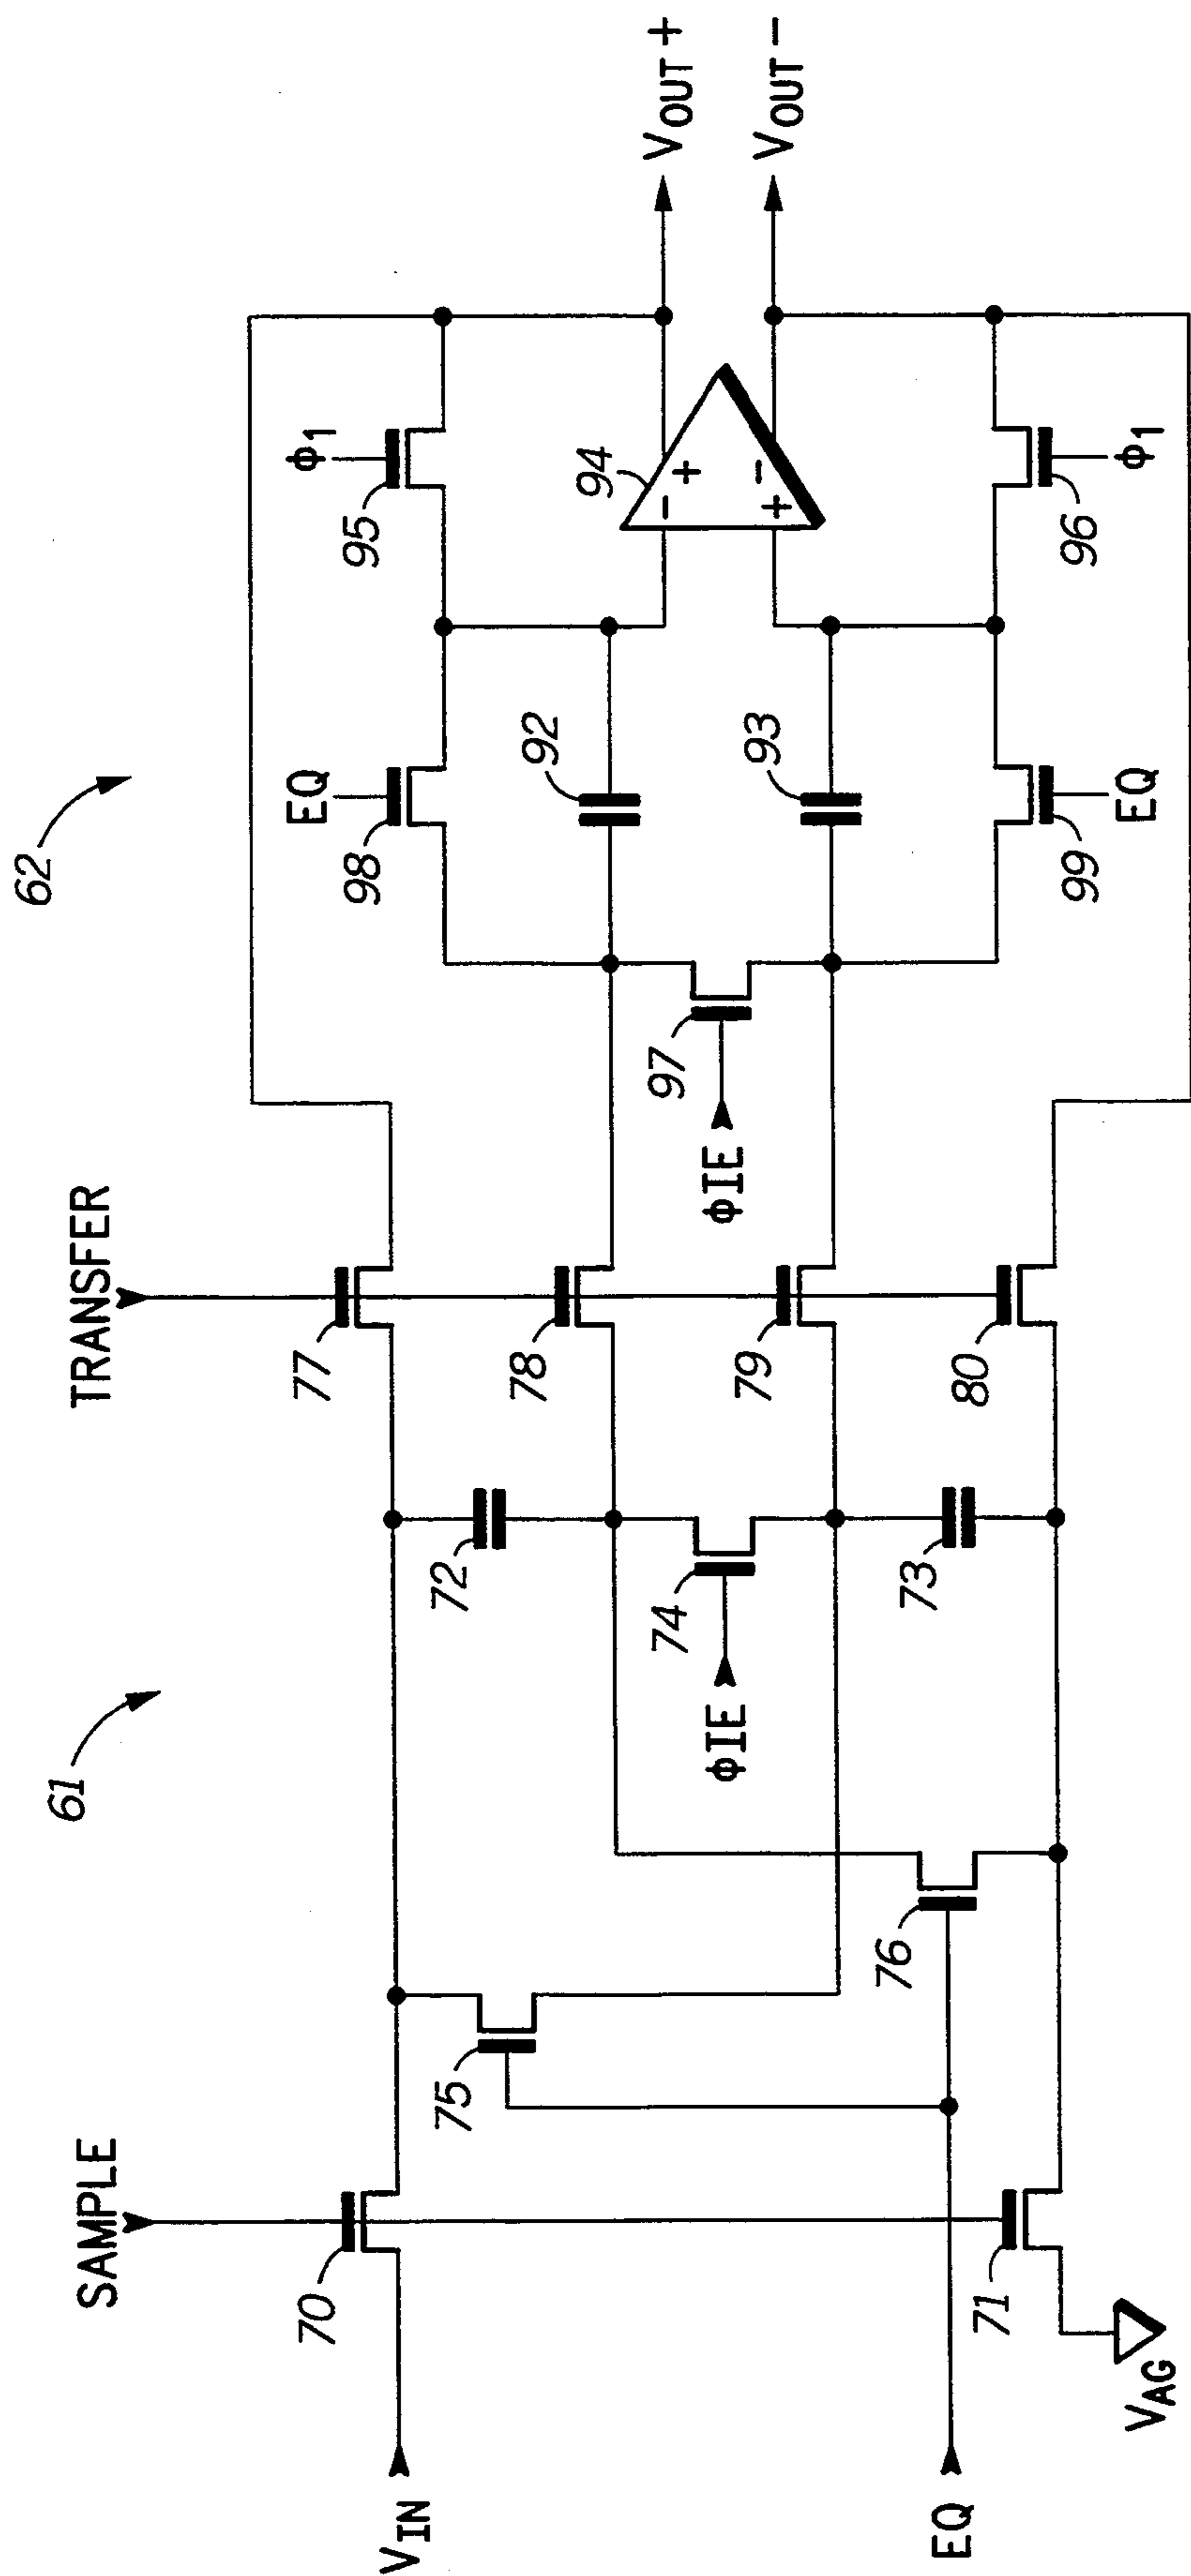 61
62
SAMPLE
TRANSFER
VIN
70
75
72
77
78
98
EQ
95
ϕ1
92
94
- +
+ -
VOUT +
VOUT -
ϕIE
74
ϕIE
97
79
93
EQ
76
73
80
99
EQ
96
ϕ1
71
VAG